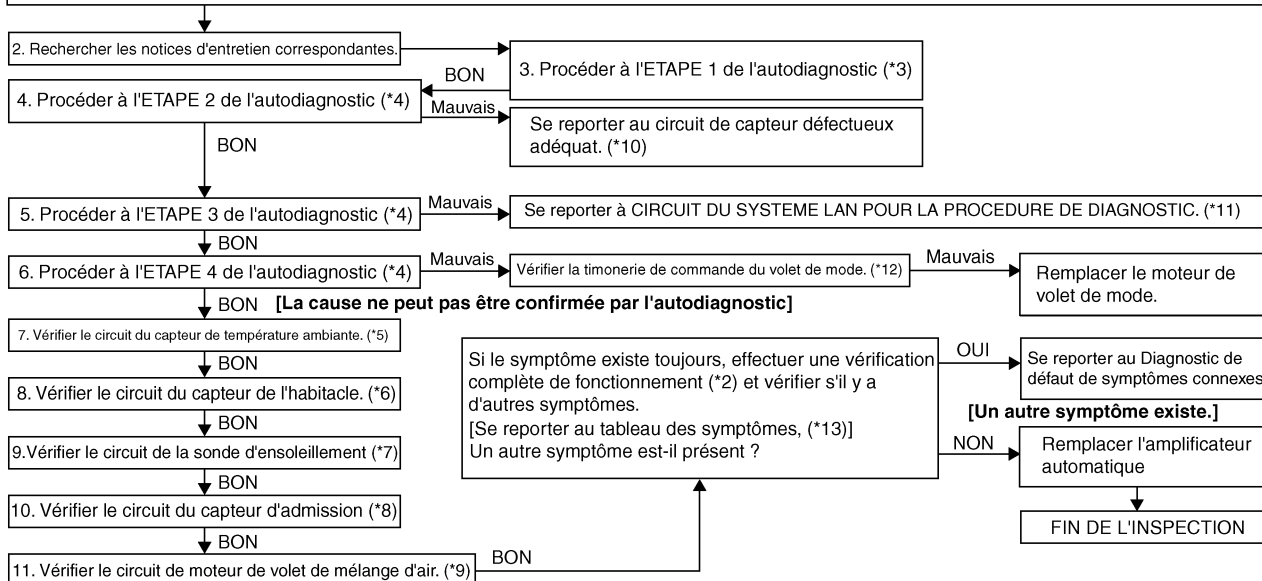 2. Rechercher les notices d'entretien correspondantes.
3. Procéder à l'ETAPE 1 de l'autodiagnostic (*3)
BON
4. Procéder à l'ETAPE 2 de l'autodiagnostic (*4)
Mauvais
Se reporter au circuit de capteur défectueux
adéquat. (*10)
BON
5. Procéder à l'ETAPE 3 de l'autodiagnostic (*4)
Mauvais
Se reporter à CIRCUIT DU SYSTEME LAN POUR LA PROCEDURE DE DIAGNOSTIC. (*11)
BON
6. Procéder à l'ETAPE 4 de l'autodiagnostic (*4)
Mauvais
Vérifier la timonerie de commande du volet de mode. (*12)
Mauvais
Remplacer le moteur de
volet de mode.
BON
[La cause ne peut pas être confirmée par l'autodiagnostic]
7. Vérifier le circuit du capteur de température ambiante. (*5)
BON
8. Vérifier le circuit du capteur de l'habitacle. (*6)
BON
9.Vérifier le circuit de la sonde d'ensoleillement (*7)
BON
10. Vérifier le circuit du capteur d'admission (*8)
BON
11. Vérifier le circuit de moteur de volet de mélange d'air. (*9)
BON
Si le symptôme existe toujours, effectuer une vérification
complète de fonctionnement (*2) et vérifier s'il y a
d'autres symptômes.
[Se reporter au tableau des symptômes, (*13)]
Un autre symptôme est-il présent ?
OUI
Se reporter au Diagnostic de
défaut de symptômes connexes
[Un autre symptôme existe.]
NON
Remplacer l'amplificateur
automatique
FIN DE L'INSPECTION